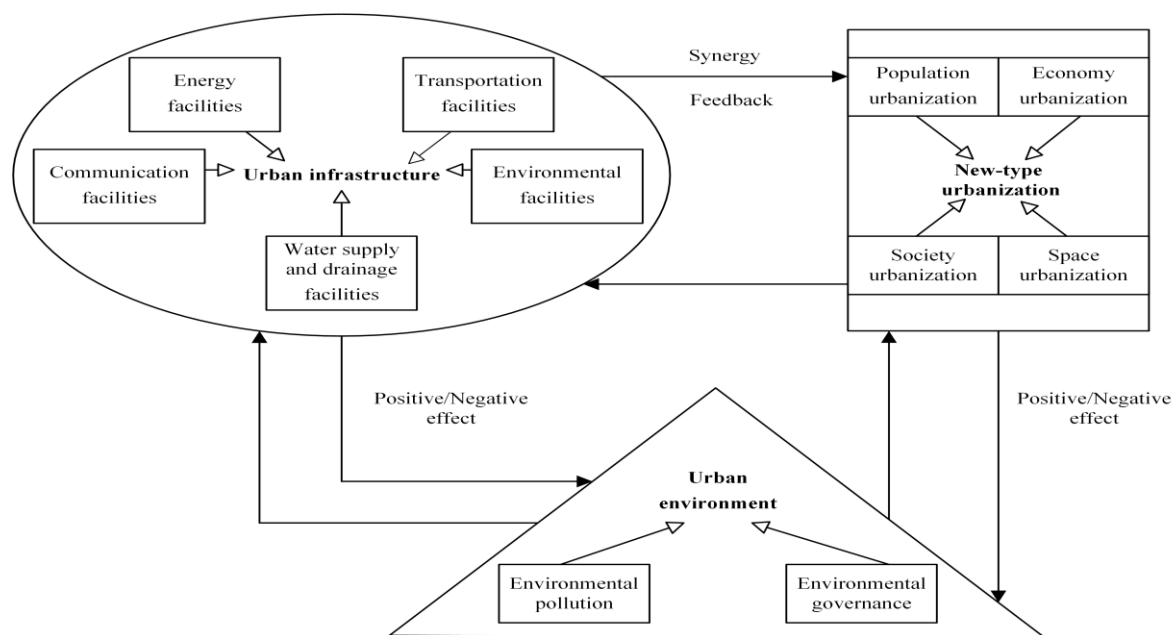 Energy
facilities
Transportation
facilities
Communication
facilities
Urban infrastructure
Environmental
facilities
Water supply
and drainage
facilities
Synergy
Feedback
Population
urbanization
Economy
urbanization
New-type
urbanization
Society
urbanization
Space
urbanization
Positive/Negative
effect
Positive/Negative
effect
Urban
environment
Environmental
pollution
Environmental
governance